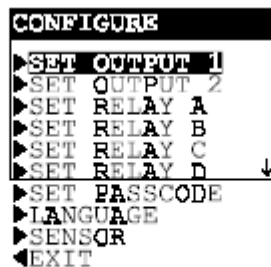 CONFIGURE
SET OUTPUT 1
SET OUTPUT 2
SET RELAY A
SET RELAY B
SET RELAY C
SET RELAY D
SET PASSCODE
LANGUAGE
SENSOR
EXIT